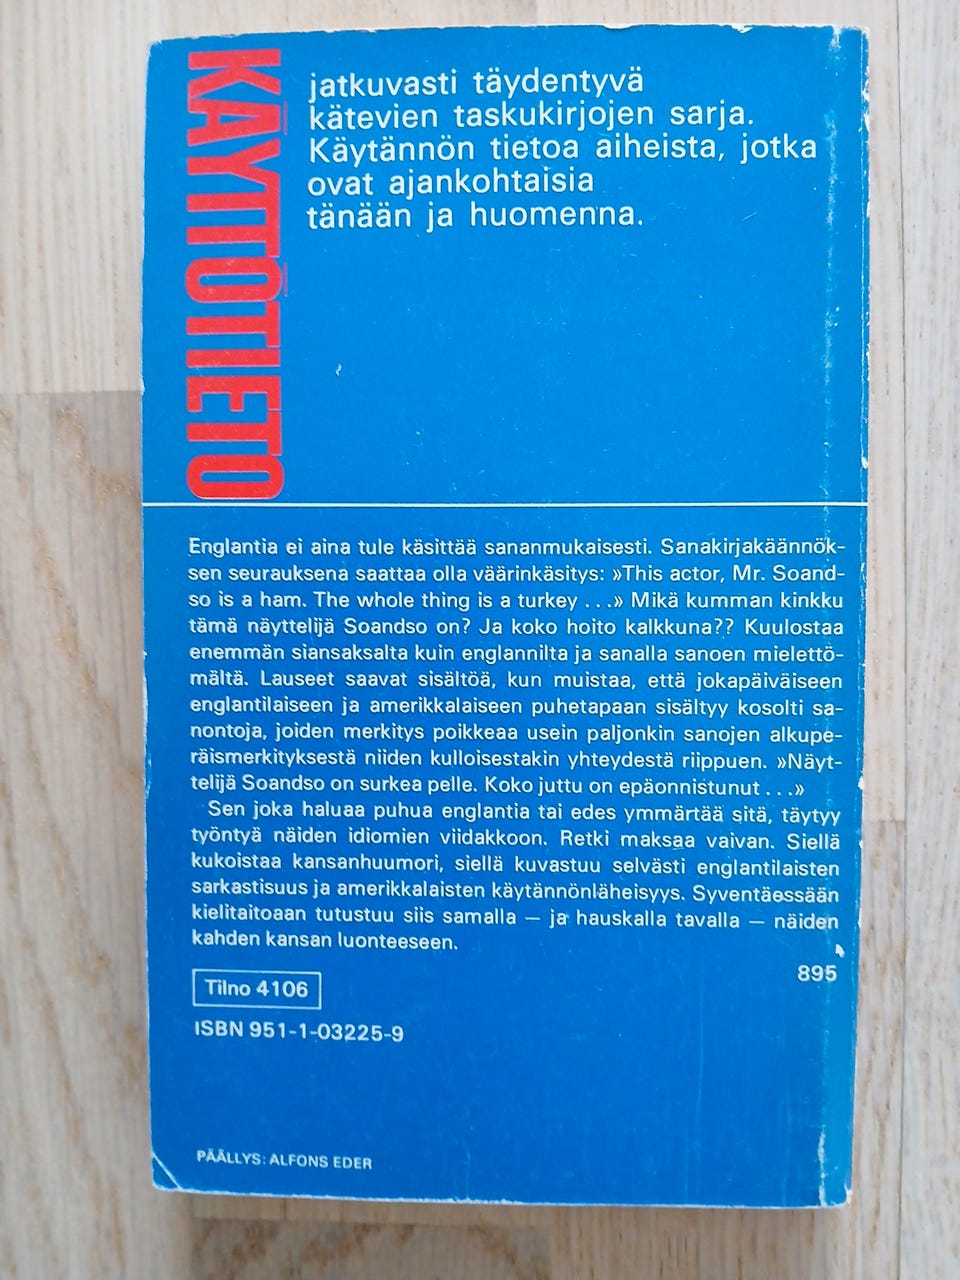 KÄYTTÖTIETO
jatkuvasti täydentyvä
kätevien taskukirjojen sarja.
Käytännön tietoa aiheista, jotka
ovat ajankohtaisia
tänään ja huomenna.
Englantia ei aina tule käsittää sananmukaisesti. Sanakirjakäännök-
sen seurauksena saattaa olla väärinkäsitys: »This actor, Mr. Soand-
so is a ham. The whole thing is a turkey ...» Mikä kumman kinkku
tämä näyttelijä Soandso on? Ja koko hoito kalkkuna?? Kuulostaa
enemmän siansaksalta kuin englannilta ja sanalla sanoen mielettö-
mältä. Lauseet saavat sisältöä, kun muistaa, että jokapäiväiseen
englantilaiseen ja amerikkalaiseen puhetapaan sisältyy kosolti sa-
nontoja, joiden merkitys poikkeaa usein paljonkin sanojen alkupe-
räismerkityksestä niiden kulloisestakin yhteydestä riippuen. »Näyt-
telijä Soandso on surkea pelle. Koko juttu on epäonnistunut ...»
Sen joka haluaa puhua englantia tai edes ymmärtää sitä, täytyy
työntyä näiden idiomien viidakkoon. Retki maksaa vaivan. Siellä
kukoistaa kansanhuumori, siellä kuvastuu selvästi englantilaisten
sarkastisuus ja amerikkalaisten käytännönläheisyys. Syventäessään
kielitaitoaan tutustuu siis samalla — ja hauskalla tavalla — näiden
kahden kansan luonteeseen.
895
Tilno 4106
ISBN 951-1-03225-9
PÄÄLLYS: ALFONS EDER